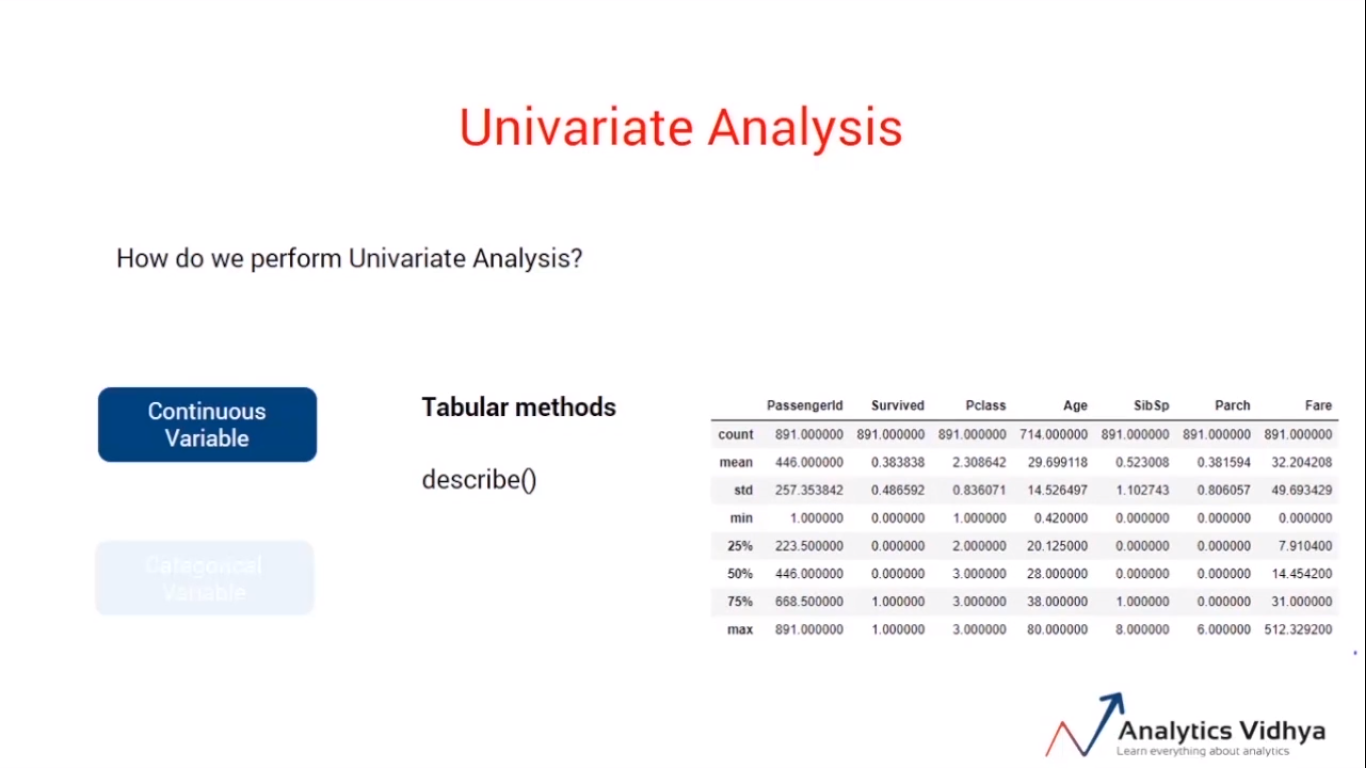 Univariate Analysis
How do we perform Univariate Analysis?
Continuous
Variable
Tabular methods
describe()
Categorical
Variable
PassengerId Survived Pclass Age SibSp Parch Fare
count 891.000000 891.000000 891.000000 714.000000 891.000000 891.000000 891.000000
mean 446.000000 0.383838 2.308642 29.699118 0.523008 0.381594 32.204208
std 257.353842 0.486592 0.836071 14.526497 1.102743 0.806057 49.693429
min 1.000000 0.000000 1.000000 0.420000 0.000000 0.000000 0.000000
25% 223.500000 0.000000 2.000000 20.125000 0.000000 0.000000 7.910400
50% 446.000000 0.000000 3.000000 28.000000 0.000000 0.000000 14.454200
75% 668.500000 1.000000 3.000000 38.000000 1.000000 0.000000 31.000000
max 891.000000 1.000000 3.000000 80.000000 8.000000 6.000000 512.329200
Analytics Vidhya
Learn everything about analytics